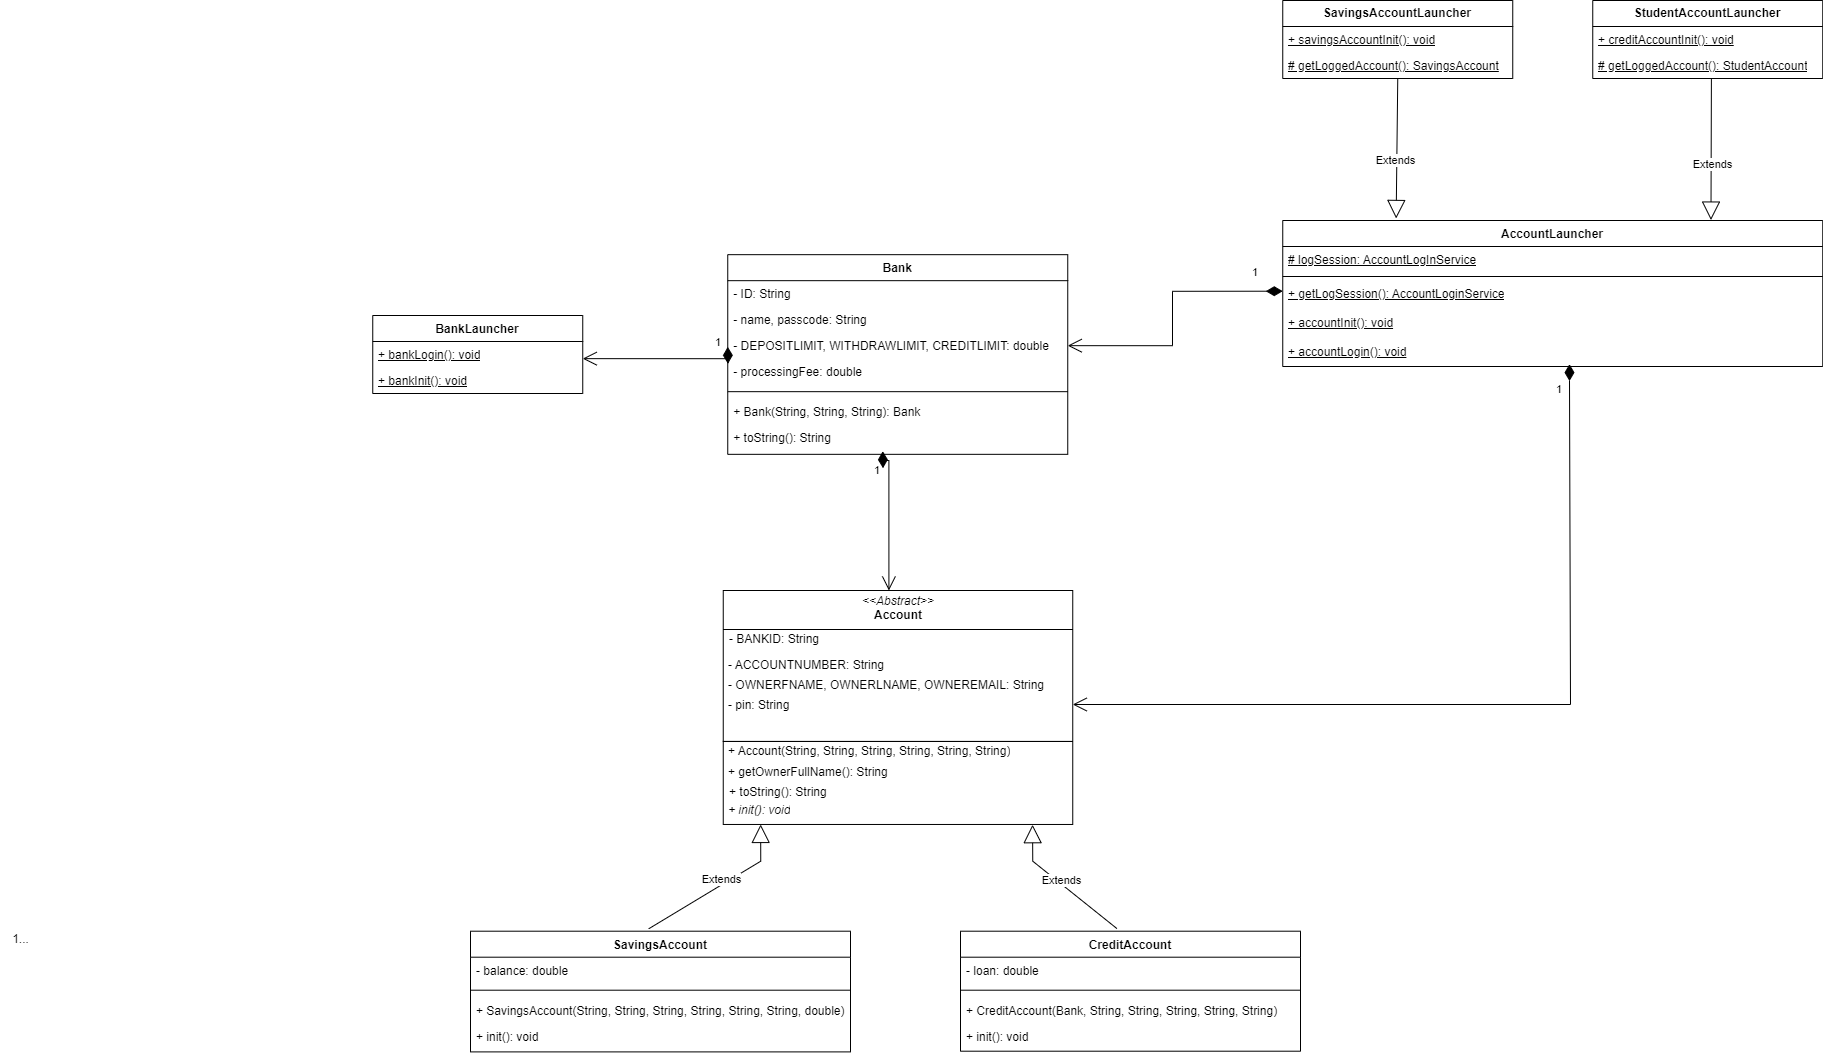 SavingsAccountLauncher
+ savingsAccountInit(): void
# getLoggedAccount(): SavingsAccount
StudentAccountLauncher
+ creditAccountInit(): void
# getLoggedAccount(): StudentAccount
Extends
Extends
AccountLauncher
# logSession: AccountLogInService
+ getLogSession(): AccountLoginService
+ accountInit(): void
+ accountLogin(): void
1
1
Bank
- ID: String
- name, passcode: String
- DEPOSITLIMIT, WITHDRAWLIMIT, CREDITLIMIT: double
- processingFee: double
+ Bank(String, String, String): Bank
+ toString(): String
1
1
BankLauncher
+ bankLogin(): void
+ bankInit(): void
<<Abstract>>
Account
- BANKID: String
- ACCOUNTNUMBER: String
- OWNERFNAME, OWNERLNAME, OWNEREMAIL: String
- pin: String
+ Account(String, String, String, String, String, String)
+ getOwnerFullName(): String
+ toString(): String
+ init(): void
Extends
Extends
1...
SavingsAccount
- balance: double
+ SavingsAccount(String, String, String, String, String, String, double)
+ init(): void
CreditAccount
- loan: double
+ CreditAccount(Bank, String, String, String, String, String)
+ init(): void